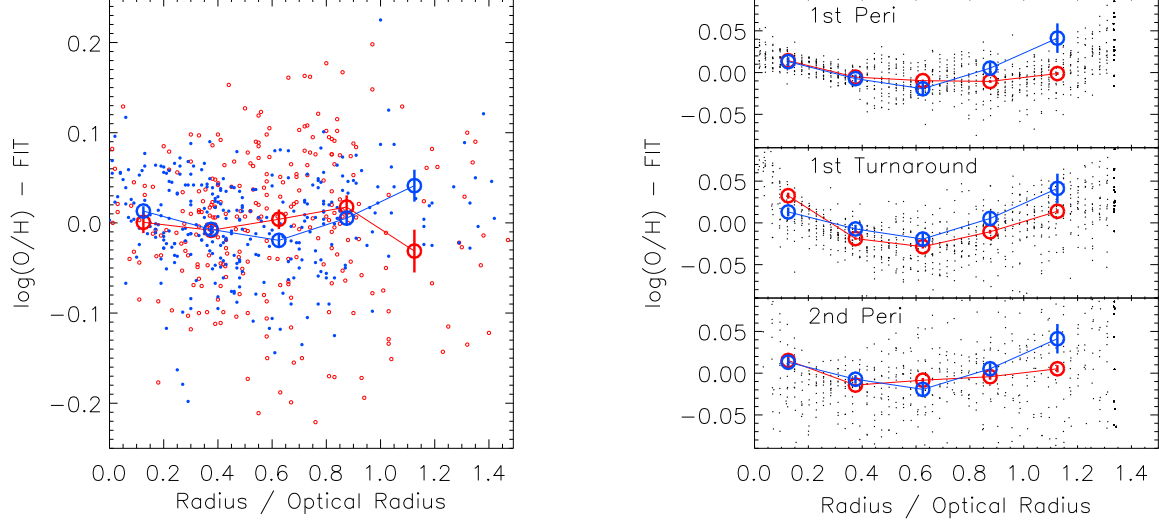 log(O/H) − FIT
0.2
0.1
0.0
−0.1
−0.2
0.0 0.2 0.4 0.6 0.8 1.0 1.2 1.4
Radius / Optical Radius
log(O/H) − FIT
1st Peri
0.05
0.00
−0.05
1st Turnaround
0.05
0.00
−0.05
2nd Peri
0.05
0.00
−0.05
0.0 0.2 0.4 0.6 0.8 1.0 1.2 1.4
Radius / Optical Radius